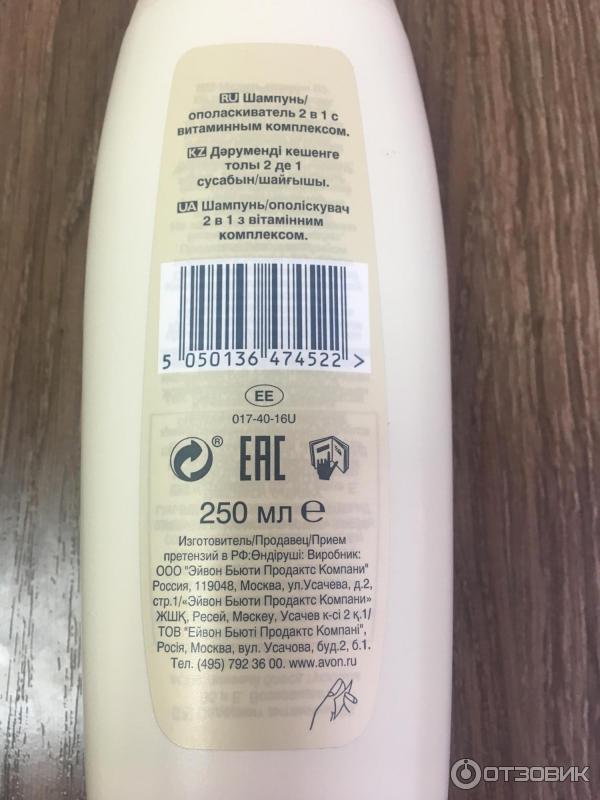 RU Шампунь/
ополаскиватель 2 в 1 с
витаминным комплексом.
KZ Дәруменді кешенге
толы 2 де 1
сусабын/шайғышы.
UA Шампунь/ополіскувач
2 в 1 з вітамінним
комплексом.
5 050136 474522 >
EE
017-40-16U
®
EAC
250 мл e
Изготовитель/Продавец/Прием
претензий в РФ:Өндіруші: Виробник:
ООО "Эйвон Бьюти Продактс Компани"
Россия, 119048, Москва, ул.Усачева, д.2,
стр.1/«Эйвон Бьюти Продактс Компани»
ЖШҚ, Ресей, Мәскеу, Усачев к-сі 2 қ.1/
ТОВ "Ейвон Бьюті Продактс Компані",
Росія, Москва, вул. Усачова, буд.2, б.1.
Тел. (495) 792 36 00. www.avon.ru
ОТЗОВИК